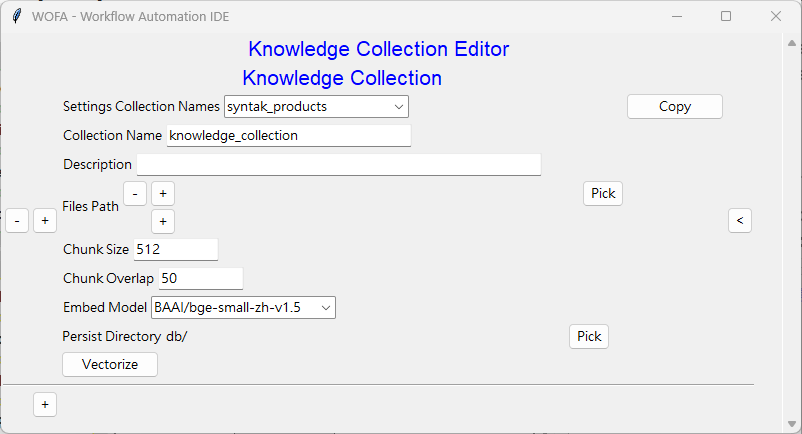 WOFA - Workflow Automation IDE
Knowledge Collection Editor
Knowledge Collection
Settings Collection Names syntak_products Copy
Collection Name knowledge_collection
Description
- +
Files Path Pick
- + + <
Chunk Size 512
Chunk Overlap 50
Embed Model BAAI/bge-small-zh-v1.5
Persist Directory db/ Pick
Vectorize
+